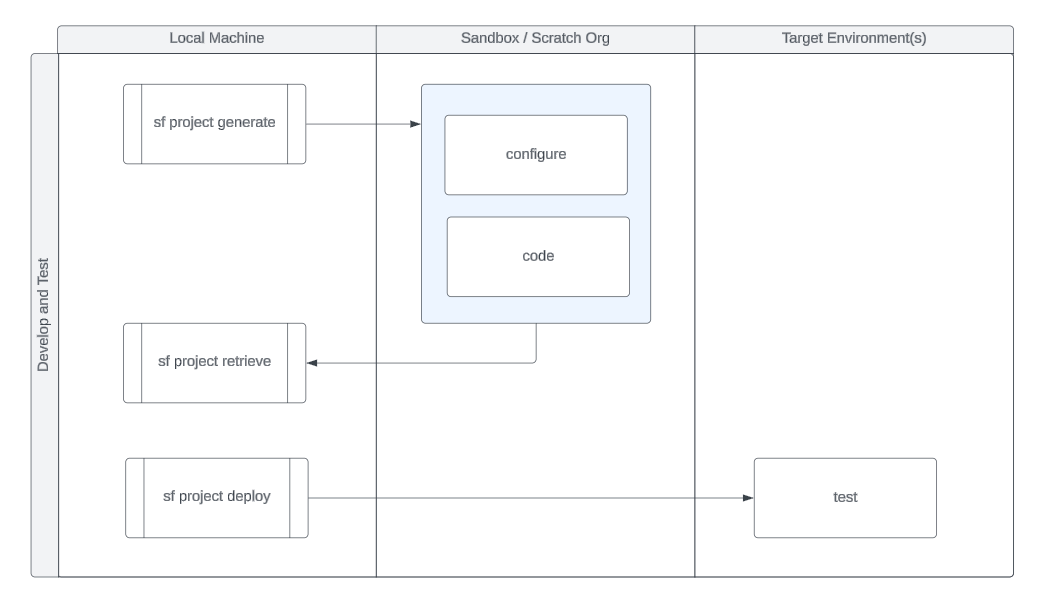 Local Machine
Sandbox / Scratch Org
Target Environment(s)
Develop and Test
sf project generate
configure
code
sf project retrieve
sf project deploy
test